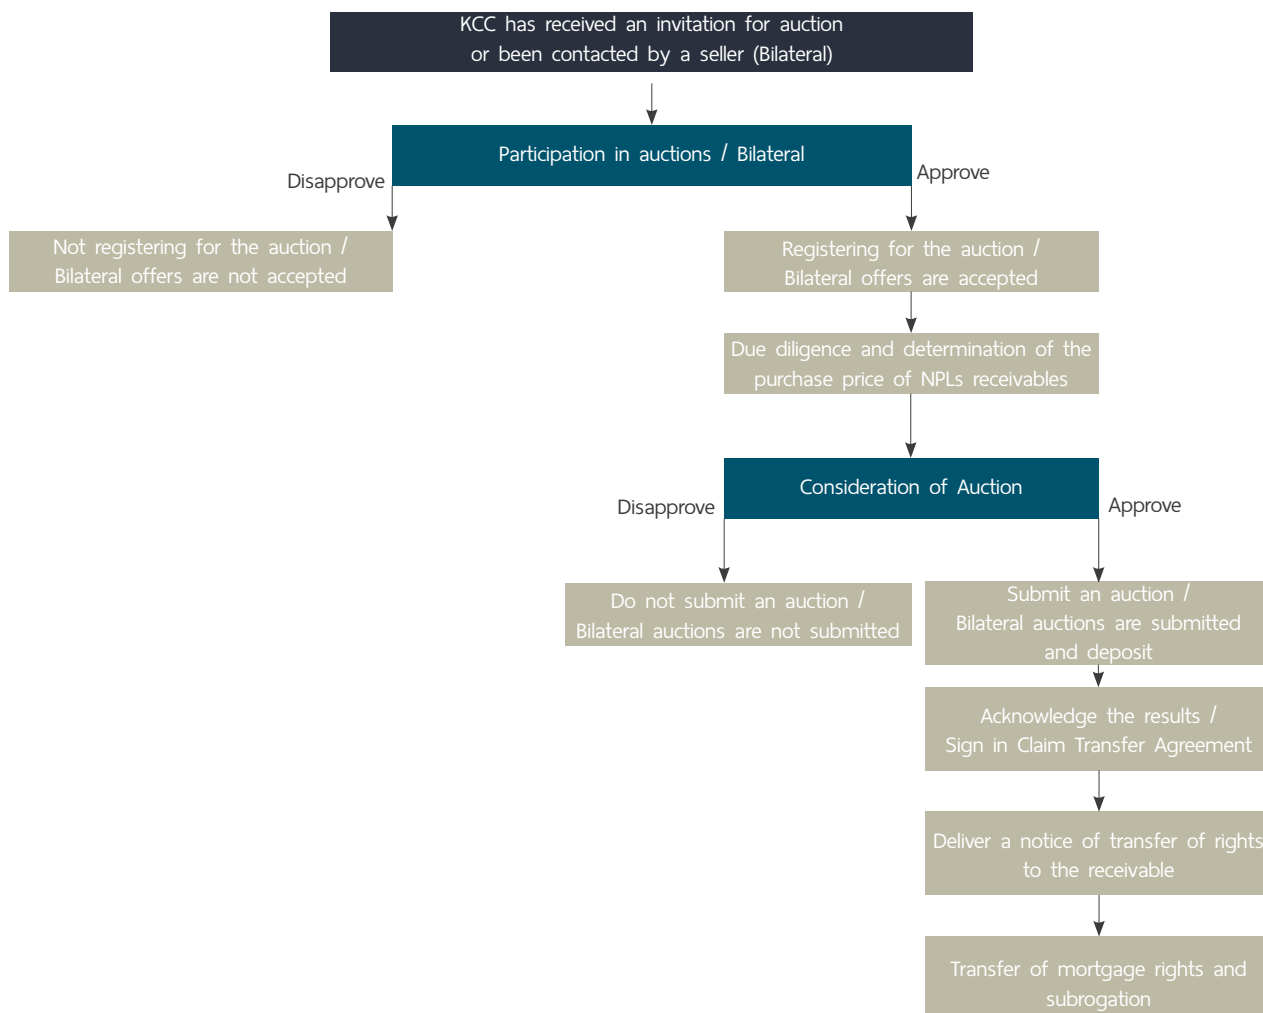 KCC has received an invitation for auction
or been contacted by a seller (Bilateral)
Participation in auctions / Bilateral
Disapprove
Approve
Not registering for the auction /
Bilateral offers are not accepted
Registering for the auction /
Bilateral offers are accepted
Due diligence and determination of the
purchase price of NPLs receivables
Consideration of Auction
Disapprove
Approve
Do not submit an auction /
Bilateral auctions are not submitted
Submit an auction /
Bilateral auctions are submitted
and deposit
Acknowledge the results /
Sign in Claim Transfer Agreement
Deliver a notice of transfer of rights
to the receivable
Transfer of mortgage rights and
subrogation